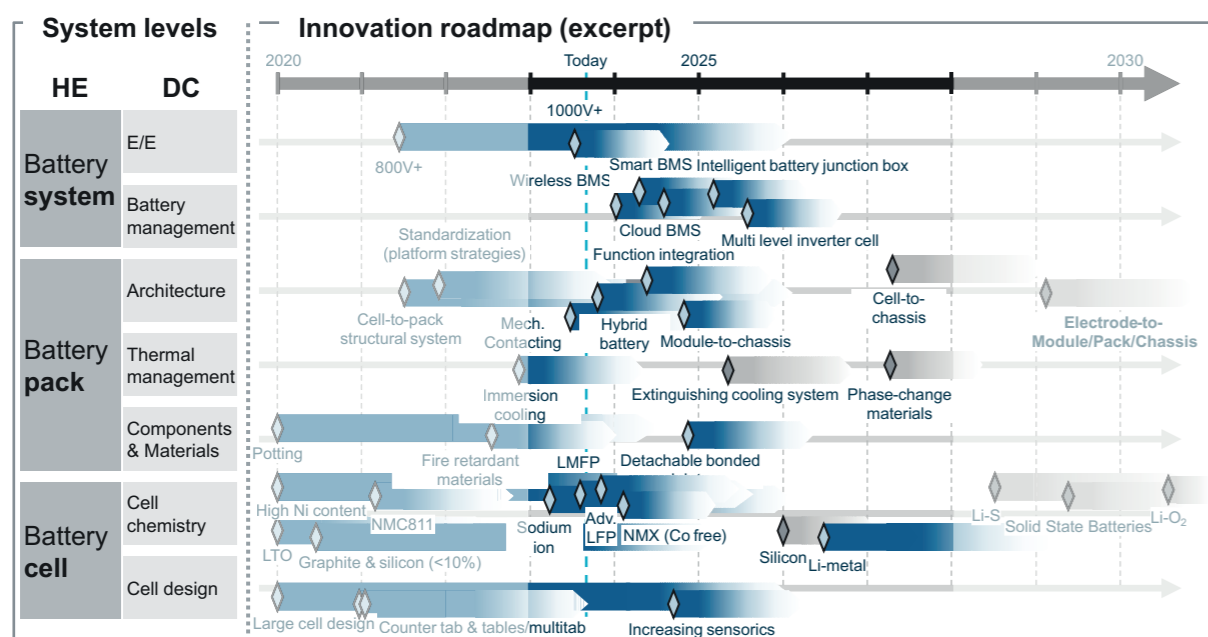 System levels
Innovation roadmap (excerpt)
2020
Today
2025
2030
HE
DC
1000V+
Battery
system
E/E
800V+
Wireless BMS
Smart BMS
Intelligent battery junction box
Battery
management
Cloud BMS
Multi level inverter cell
Standardization
(platform strategies)
Function integration
Battery
pack
Architecture
Cell-to-pack
structural system
Mech.
Contacting
Hybrid
battery
Module-to-chassis
Cell-to-
chassis
Electrode-to-
Module/Pack/Chassis
Thermal
management
Immersion
cooling
Extinguishing cooling system
Phase-change
materials
Components
& Materials
Potting
Fire retardant
materials
LMFP
Detachable bonded
Battery
cell
Cell
chemistry
High Ni content
NMC811
Sodium
ion
Adv.
LFP
NMX (Co free)
Li-S
Solid State Batteries
Li-O₂
LTO
Graphite & silicon (<10%)
Silicon
Li-metal
Cell design
Large cell design
Counter tab & tables/multitab
Increasing sensorics